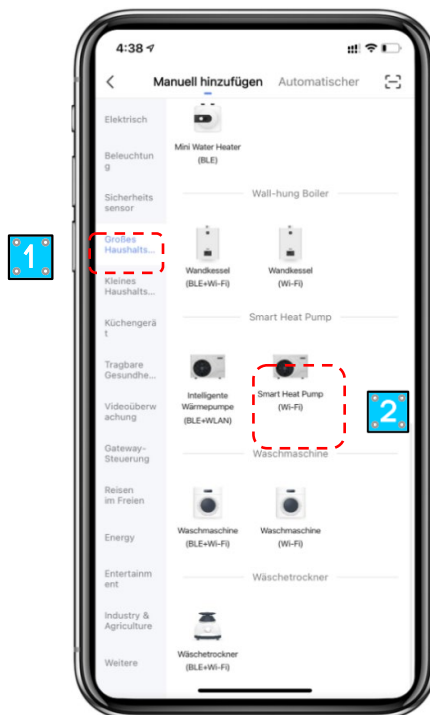 4:38
Manuell hinzufügen Automatischer
Elektrisch
Beleuchtun
g
Sicherheits
sensor
Großes
Haushalts...
Kleines
Haushalts...
Küchengerä
t
Tragbare
Gesundhe...
Videoüberw
achung
Gateway-
Steuerung
Reisen
im Freien
Energy
Entertainm
ent
Industry &
Agriculture
Weitere
Mini Water Heater
(BLE)
Wall-hung Boiler
Wandkessel
(BLE+Wi-Fi)
Wandkessel
(Wi-Fi)
Smart Heat Pump
Intelligente
Wärmepumpe
(BLE+WLAN)
Smart Heat Pump
(Wi-Fi)
Waschmaschine
Waschmaschine
(BLE+Wi-Fi)
Waschmaschine
(Wi-Fi)
Wäschetrockner
Wäschetrockner
(BLE+Wi-Fi)
1
2